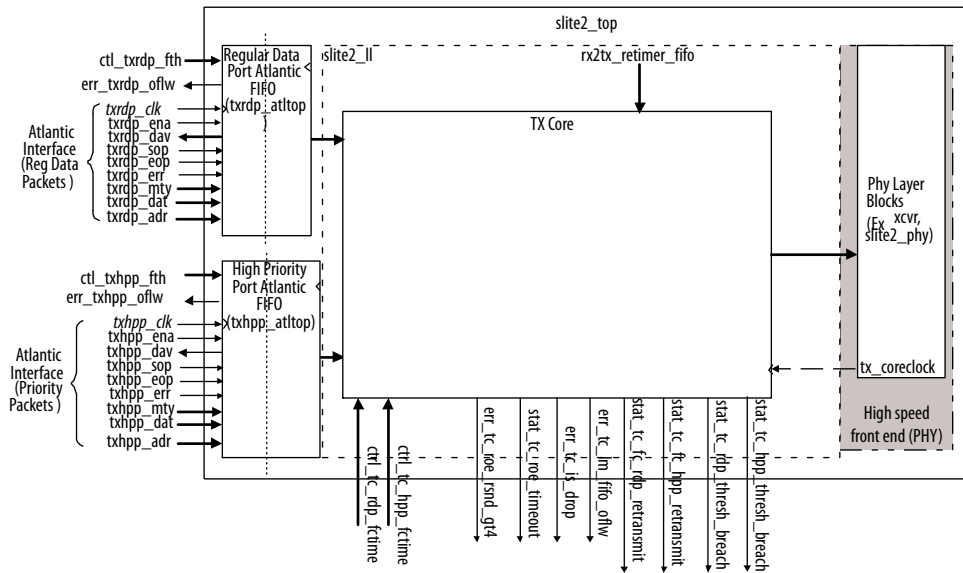 slite2_top
Regular Data
Port Atlantic
FIFO
(txrdp_atltop
)
slite2_ll
rx2tx_retimer_fifo
ctl_txrdp_fth
err_txrdp_oflw
Atlantic
Interface
(Reg Data
Packets )
txrdp_clk
txrdp_ena
txrdp_dav
txrdp_sop
txrdp_eop
txrdp_err
txrdp_mty
txrdp_dat
txrdp_adr
TX Core
Phy Layer
Blocks
(Ex xcvr,
slite2_phy)
High Priority
Port Atlantic
FIFO
(txhpp_atltop)
ctl_txhpp_fth
err_txhpp_oflw
Atlantic
Interface
(Priority
Packets )
txhpp_clk
txhpp_ena
txhpp_dav
txhpp_sop
txhpp_eop
txhpp_err
txhpp_mty
txhpp_dat
txhpp_adr
tx_coreclock
High speed
front end (PHY)
ctrl_tc_rdp_fctime
ctrl_tc_hpp_fctime
err_tc_roe_rsnd_gt4
stat_tc_roe_timeout
err_tc_is_drop
err_tc_lm_fifo_oflw
stat_tc_fc_rdp_retransmit
stat_tc_ft_hpp_retransmit
stat_tc_rdp_thresh_breach
stat_tc_hpp_thresh_breach